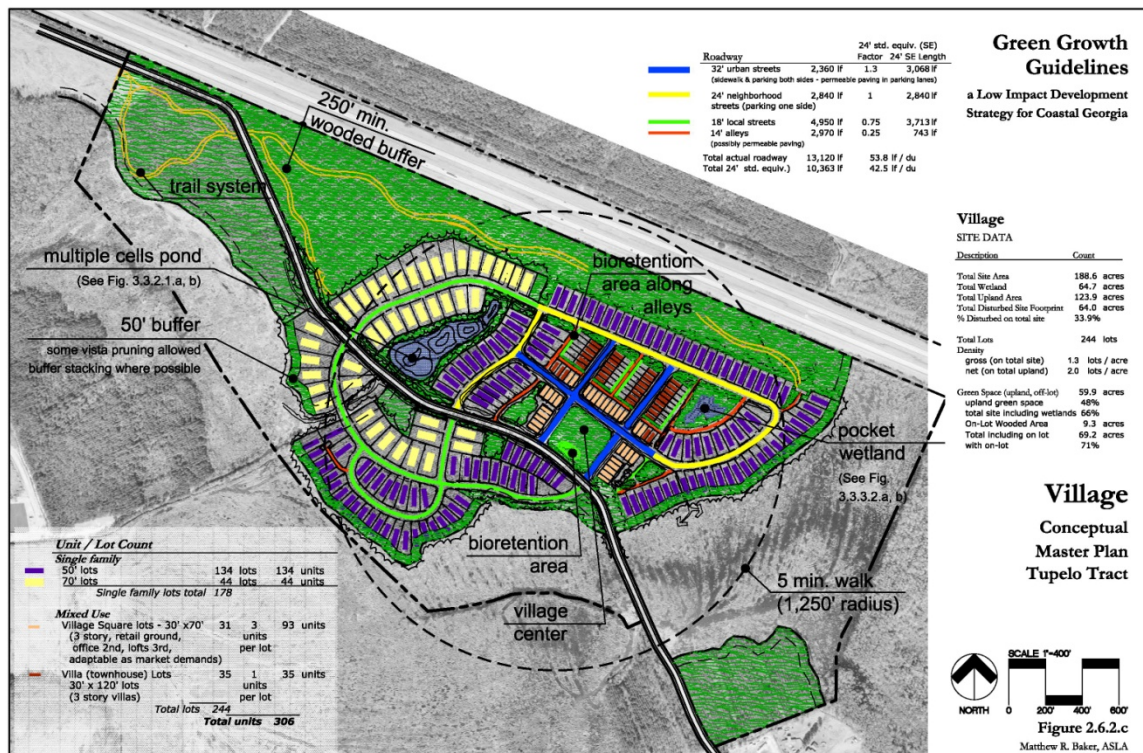 Green Growth
Guidelines
a Low Impact Development
Strategy for Coastal Georgia
24' std. equiv. (SE)
Roadway Factor 24' SE Length
32' urban streets 2,360 lf 1.3 3,068 lf
(sidewalk & parking both sides - permeable paving in parking lanes)
24' neighborhood 2,840 lf 1 2,840 lf
streets (parking one side)
18' local streets 4,950 lf 0.75 3,713 lf
14' alleys 2,970 lf 0.25 743 lf
(possibly permeable paving)
Total actual roadway 13,120 lf 53.8 lf / du
Total 24' std. equiv.) 10,363 lf 42.5 lf / du
250' min.
wooded buffer
trail system
multiple cells pond
(See Fig. 3.3.2.1.a, b)
50' buffer
some vista pruning allowed
buffer stacking where possible
bioretention
area along
alleys
pocket
wetland
(See Fig.
3.3.3.2.a, b)
bioretention
area
village
center
5 min. walk
(1,250' radius)
Village
SITE DATA
Description Count
Total Site Area 188.6 acres
Total Wetland 64.7 acres
Total Upland Area 123.9 acres
Total Disturbed Site Footprint 64.0 acres
% Disturbed on total site 33.9%
Total Lots 244 lots
Density
gross (on total site) 1.3 lots / acre
net (on total upland) 2.0 lots / acre
Green Space (upland, off-lot) 59.9 acres
upland green space 48%
total site including wetlands 66%
On-Lot Wooded Area 9.3 acres
Total including on lot 69.2 acres
with on-lot 71%
Village
Conceptual
Master Plan
Tupelo Tract
Unit / Lot Count
Single family
50' lots 134 lots 134 units
70' lots 44 lots 44 units
Single family lots total 178
Mixed Use
Village Square lots - 30' x70' 31 3 93 units
(3 story, retail ground, units
office 2nd, lofts 3rd, per lot
adaptable as market demands)
Villa (townhouse) Lots 35 1 35 units
30' x 120' lots units
(3 story villas) per lot
Total lots 244
Total units 306
SCALE 1"=400'
NORTH 0 200' 400' 600'
Figure 2.6.2.c
Matthew R. Baker, ASLA